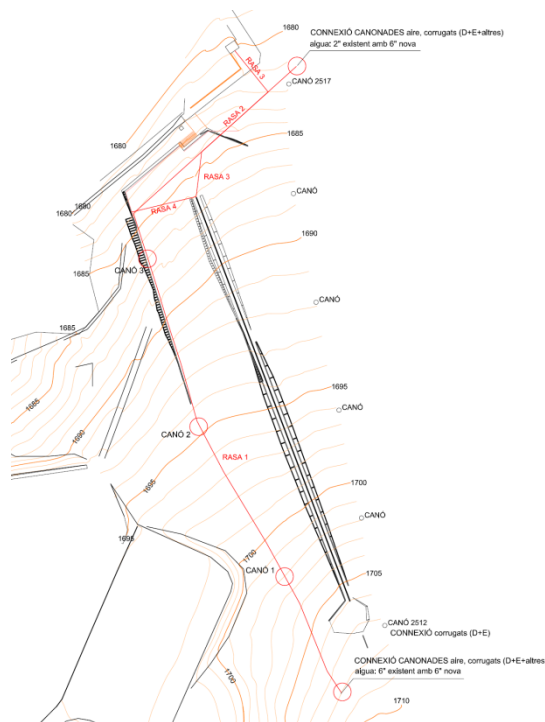 1680
CONNEXIÓ CANONADES aire, corrugats (D+E+altres)
aigua: 2" existent amb 6" nova
RASA 3
CANÓ 2517
RASA 2
1685
1680
RASA 3
CANÓ
1680
RASA 4
1680
1690
CANÓ 3
1685
CANÓ
1685
1695
CANÓ
1685
CANÓ 2
1690
RASA 1
1695
1700
CANÓ
1695
1700
CANÓ 1
1705
CANÓ 2512
CONNEXIÓ corrugats (D+E)
CONNEXIÓ CANONADES aire, corrugats (D+E+altres
aigua: 6" existent amb 6" nova
1700
1710